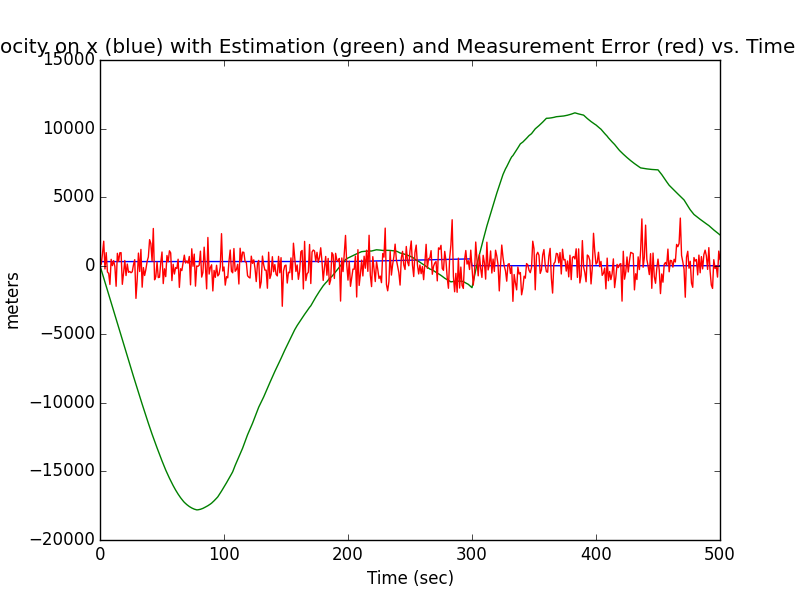 ocity on x (blue) with Estimation (green) and Measurement Error (red) vs. Time
15000
10000
5000
0
−5000
−10000
−15000
−20000
meters
0 100 200 300 400 500
Time (sec)